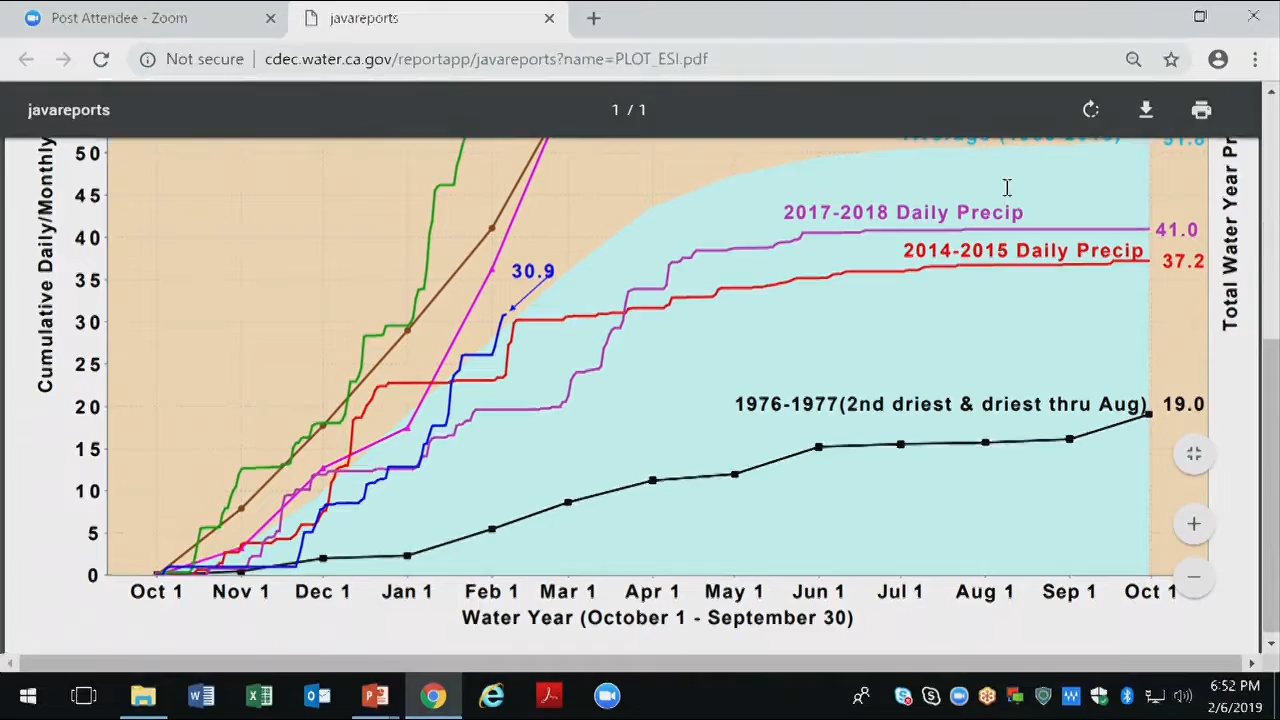 Post Attendee - Zoom
javareports
Not secure
cdec.water.ca.gov/reportapp/javareports?name=PLOT_ESI.pdf
javareports
1 / 1
Cumulative Daily/Monthly
Total Water Year Pr
50
45
40
35
30
25
20
15
10
5
0
2017-2018 Daily Precip
41.0
2014-2015 Daily Precip
37.2
30.9
1976-1977(2nd driest & driest thru Aug)
19.0
Oct 1 Nov 1 Dec 1 Jan 1 Feb 1 Mar 1 Apr 1 May 1 Jun 1 Jul 1 Aug 1 Sep 1 Oct 1
Water Year (October 1 - September 30)
6:52 PM
2/6/2019